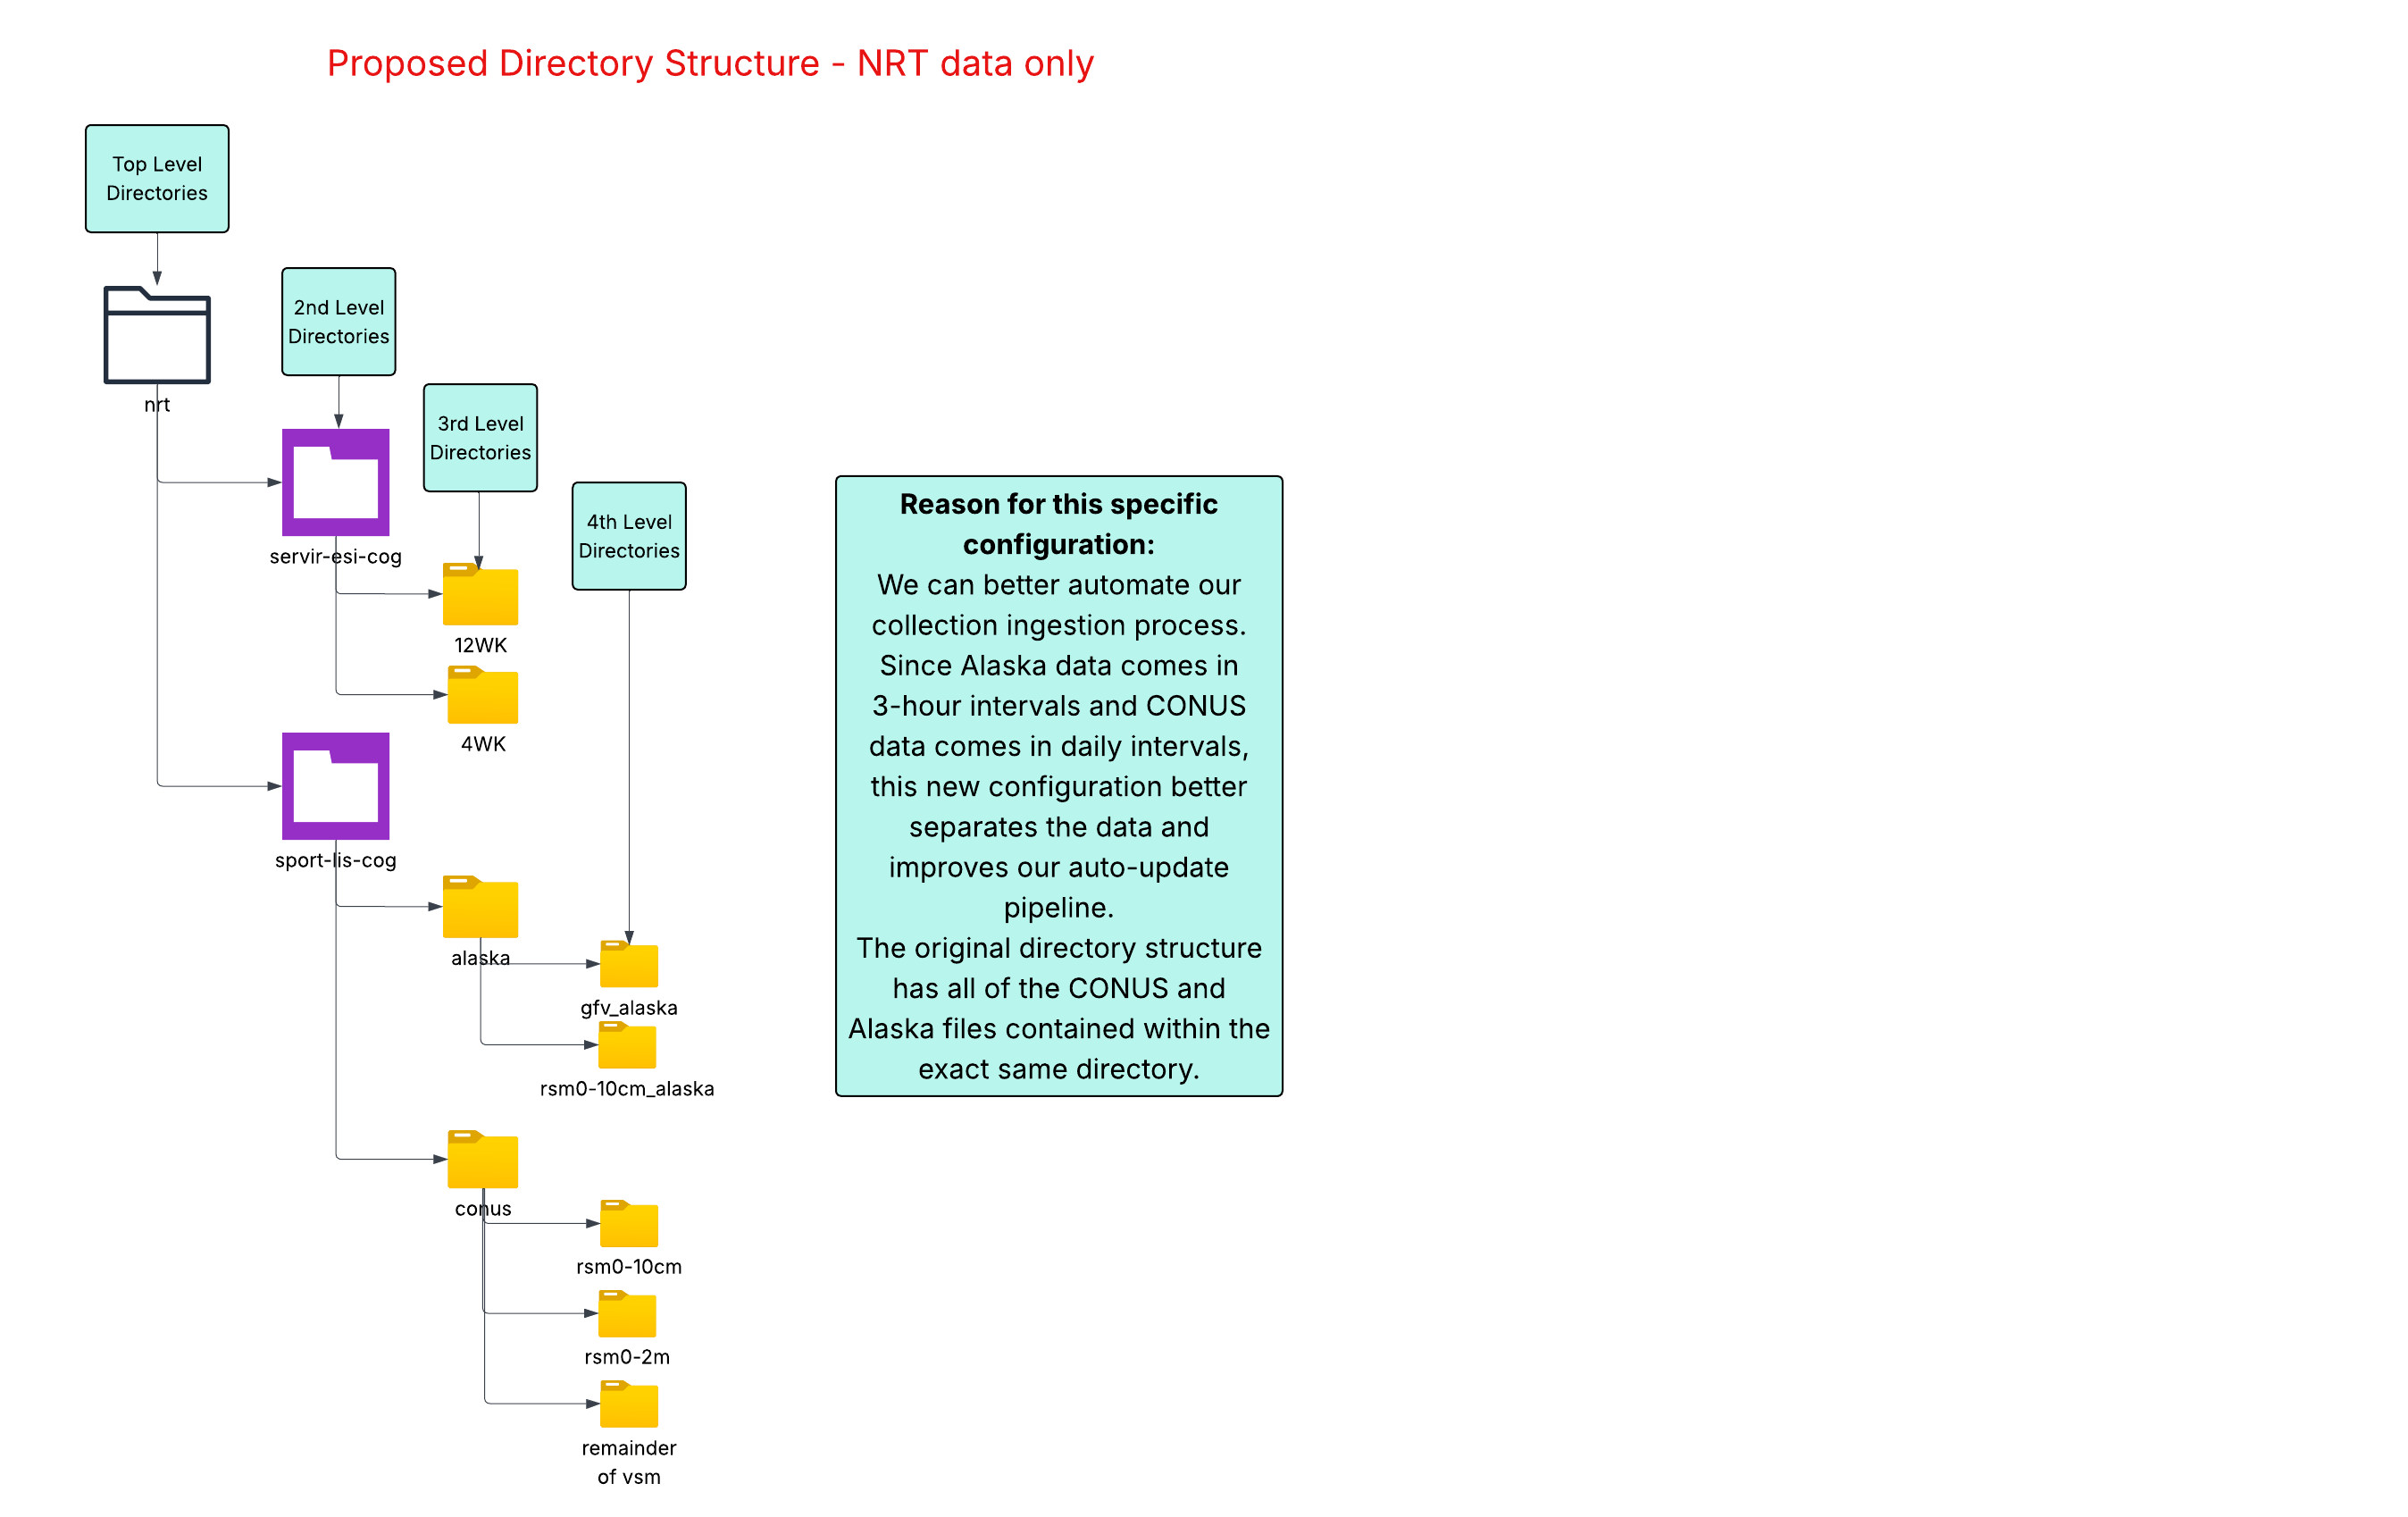 Proposed Directory Structure - NRT data only
Top Level
Directories
nrt
2nd Level
Directories
servir-esi-cog
3rd Level
Directories
12WK
4WK
4th Level
Directories
sport-lis-cog
alaska
gfv_alaska
rsm0-10cm_alaska
conus
rsm0-10cm
rsm0-2m
remainder
of vsm
Reason for this specific
configuration:
We can better automate our
collection ingestion process.
Since Alaska data comes in
3-hour intervals and CONUS
data comes in daily intervals,
this new configuration better
separates the data and
improves our auto-update
pipeline.
The original directory structure
has all of the CONUS and
Alaska files contained within the
exact same directory.